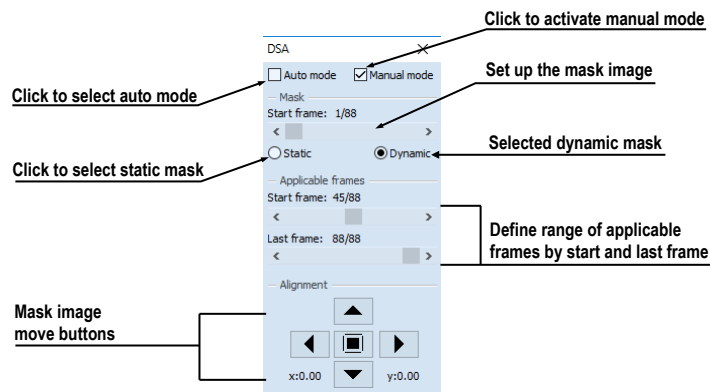 Click to activate manual mode
DSA
Auto mode
Manual mode
Set up the mask image
Click to select auto mode
Mask
Start frame: 1/88
Static
Dynamic
Selected dynamic mask
Click to select static mask
Applicable frames
Start frame: 45/88
Last frame: 88/88
Define range of applicable
frames by start and last frame
Alignment
Mask image
move buttons
x:0.00
y:0.00